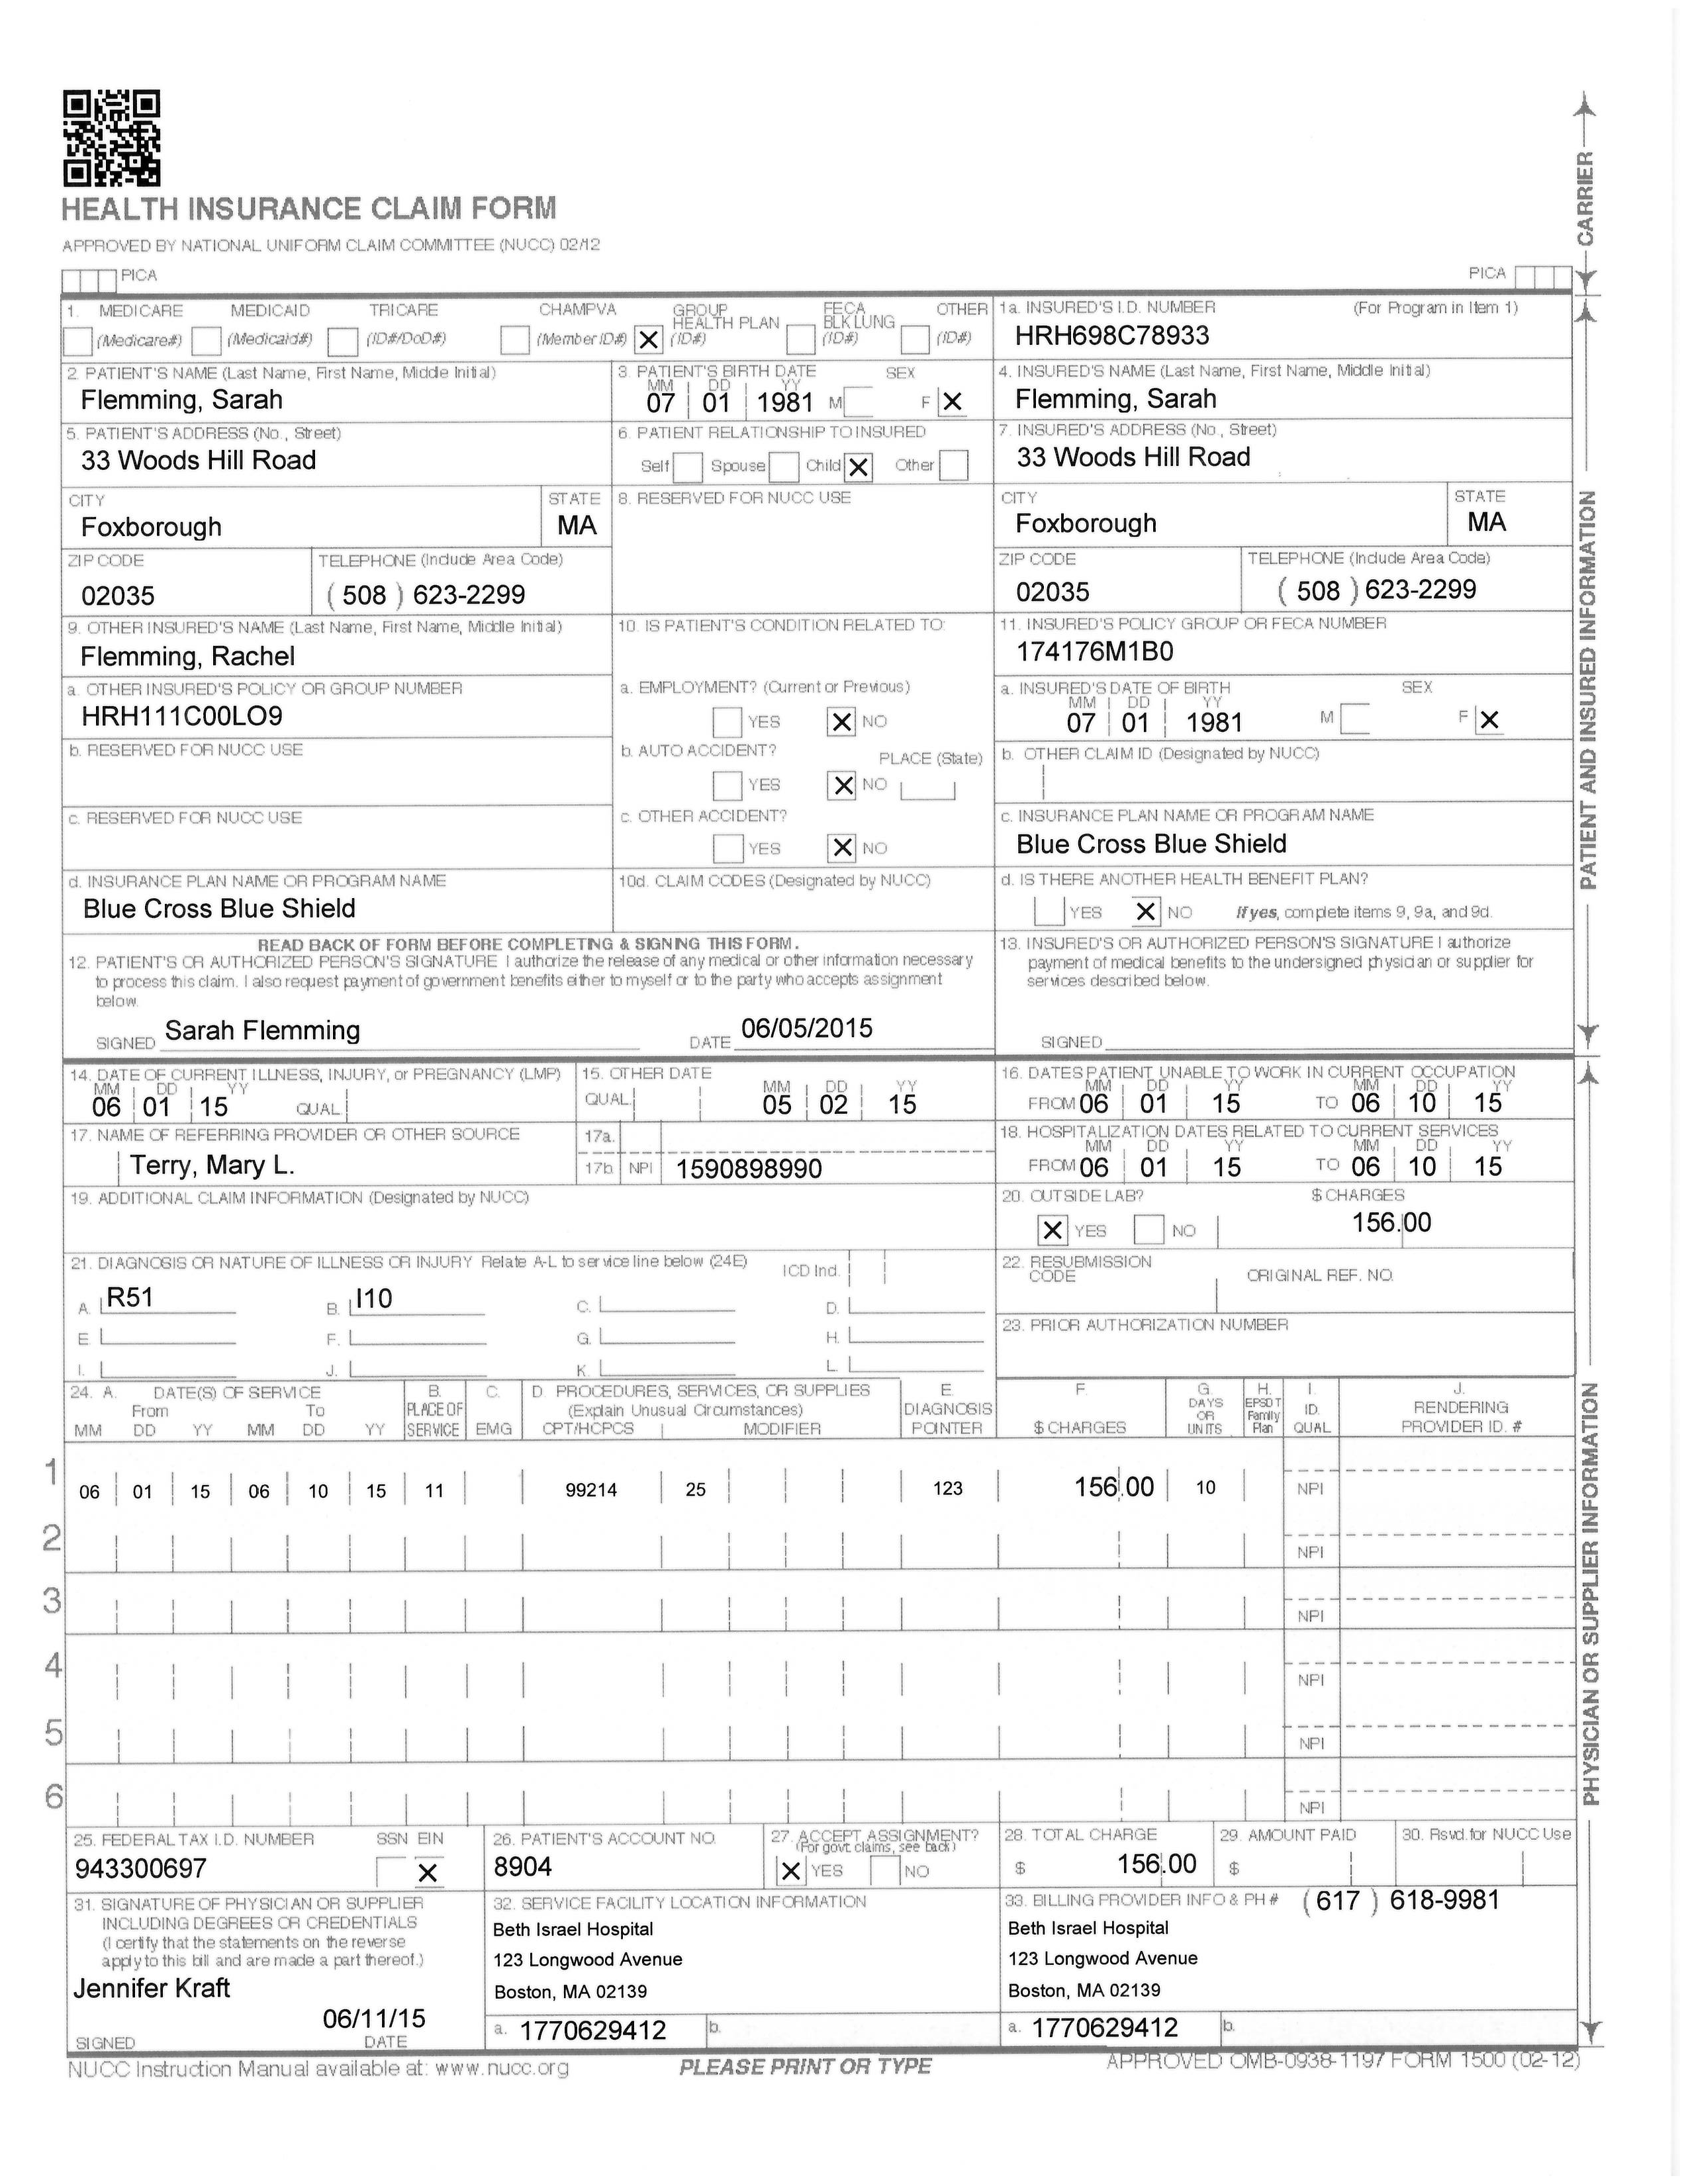 HEALTH INSURANCE CLAIM FORM
APPROVED BY NATIONAL UNIFORM CLAIM COMMITTEE (NUCC) 02/12
PICA
PICA
CARRIER
1. MEDICARE MEDICAID TRICARE CHAMPVA GROUP HEALTH PLAN FECA BLK LUNG OTHER
(Medicare#) (Medicaid#) (ID#/DoD#) (Member ID#) X (ID#) (ID#) (ID#)
1a. INSURED'S I.D. NUMBER (For Program in Item 1)
HRH698C78933
2. PATIENT'S NAME (Last Name, First Name, Middle Initial)
Flemming, Sarah
3. PATIENT'S BIRTH DATE SEX
MM DD YY
07 01 1981 M F X
4. INSURED'S NAME (Last Name, First Name, Middle Initial)
Flemming, Sarah
5. PATIENT'S ADDRESS (No., Street)
33 Woods Hill Road
6. PATIENT RELATIONSHIP TO INSURED
Self Spouse Child X Other
7. INSURED'S ADDRESS (No., Street)
33 Woods Hill Road
CITY STATE
Foxborough MA
8. RESERVED FOR NUCC USE
CITY STATE
Foxborough MA
ZIP CODE TELEPHONE (Include Area Code)
02035 ( 508 ) 623-2299
ZIP CODE TELEPHONE (Include Area Code)
02035 ( 508 ) 623-2299
9. OTHER INSURED'S NAME (Last Name, First Name, Middle Initial)
Flemming, Rachel
10. IS PATIENT'S CONDITION RELATED TO:
11. INSURED'S POLICY GROUP OR FECA NUMBER
174176M1B0
a. OTHER INSURED'S POLICY OR GROUP NUMBER
HRH111C00LO9
a. EMPLOYMENT? (Current or Previous)
YES X NO
a. INSURED'S DATE OF BIRTH SEX
MM DD YY
07 01 1981 M F X
b. RESERVED FOR NUCC USE
b. AUTO ACCIDENT? PLACE (State)
YES X NO
b. OTHER CLAIM ID (Designated by NUCC)
c. RESERVED FOR NUCC USE
c. OTHER ACCIDENT?
YES X NO
c. INSURANCE PLAN NAME OR PROGRAM NAME
Blue Cross Blue Shield
d. INSURANCE PLAN NAME OR PROGRAM NAME
Blue Cross Blue Shield
10d. CLAIM CODES (Designated by NUCC)
d. IS THERE ANOTHER HEALTH BENEFIT PLAN?
YES X NO If yes, complete items 9, 9a, and 9d.
READ BACK OF FORM BEFORE COMPLETING & SIGNING THIS FORM.
12. PATIENT'S OR AUTHORIZED PERSON'S SIGNATURE I authorize the release of any medical or other information necessary
to process this claim. I also request payment of government benefits either to myself or to the party who accepts assignment
below.
SIGNED Sarah Flemming DATE 06/05/2015
13. INSURED'S OR AUTHORIZED PERSON'S SIGNATURE I authorize
payment of medical benefits to the undersigned physician or supplier for
services described below.
SIGNED
PATIENT AND INSURED INFORMATION
14. DATE OF CURRENT ILLNESS, INJURY, or PREGNANCY (LMP)
MM DD YY
06 01 15 QUAL
15. OTHER DATE
MM DD YY
QUAL 05 02 15
16. DATES PATIENT UNABLE TO WORK IN CURRENT OCCUPATION
MM DD YY MM DD YY
FROM 06 01 15 TO 06 10 15
17. NAME OF REFERRING PROVIDER OR OTHER SOURCE
Terry, Mary L.
17a.
17b. NPI 1590898990
18. HOSPITALIZATION DATES RELATED TO CURRENT SERVICES
MM DD YY MM DD YY
FROM 06 01 15 TO 06 10 15
19. ADDITIONAL CLAIM INFORMATION (Designated by NUCC)
20. OUTSIDE LAB? $ CHARGES
X YES NO 156.00
21. DIAGNOSIS OR NATURE OF ILLNESS OR INJURY Relate A-L to service line below (24E) ICD Ind.
A. R51 B. I10 C. D.
E. F. G. H.
I. J. K. L.
22. RESUBMISSION
CODE ORIGINAL REF. NO.
23. PRIOR AUTHORIZATION NUMBER
24. A. DATE(S) OF SERVICE B. C. D. PROCEDURES, SERVICES, OR SUPPLIES E. F. G. H. I. J.
From To PLACE OF (Explain Unusual Circumstances) DIAGNOSIS DAYS OR EPSDT Family ID. RENDERING
MM DD YY MM DD YY SERVICE EMG CPT/HCPCS MODIFIER POINTER $ CHARGES UNITS Plan QUAL. PROVIDER ID. #
1 06 01 15 06 10 15 11 99214 25 123 156.00 10 NPI
2 NPI
3 NPI
4 NPI
5 NPI
6 NPI
PHYSICIAN OR SUPPLIER INFORMATION
25. FEDERAL TAX I.D. NUMBER SSN EIN
943300697 X
26. PATIENT'S ACCOUNT NO.
8904
27. ACCEPT ASSIGNMENT?
(For govt. claims, see back)
X YES NO
28. TOTAL CHARGE
$ 156.00
29. AMOUNT PAID
$
30. Rsvd. for NUCC Use
31. SIGNATURE OF PHYSICIAN OR SUPPLIER
INCLUDING DEGREES OR CREDENTIALS
(I certify that the statements on the reverse
apply to this bill and are made a part thereof.)
Jennifer Kraft
06/11/15
SIGNED DATE
32. SERVICE FACILITY LOCATION INFORMATION
Beth Israel Hospital
123 Longwood Avenue
Boston, MA 02139
a. 1770629412 b.
33. BILLING PROVIDER INFO & PH # ( 617 ) 618-9981
Beth Israel Hospital
123 Longwood Avenue
Boston, MA 02139
a. 1770629412 b.
NUCC Instruction Manual available at: www.nucc.org
PLEASE PRINT OR TYPE
APPROVED OMB-0938-1197 FORM 1500 (02-12)